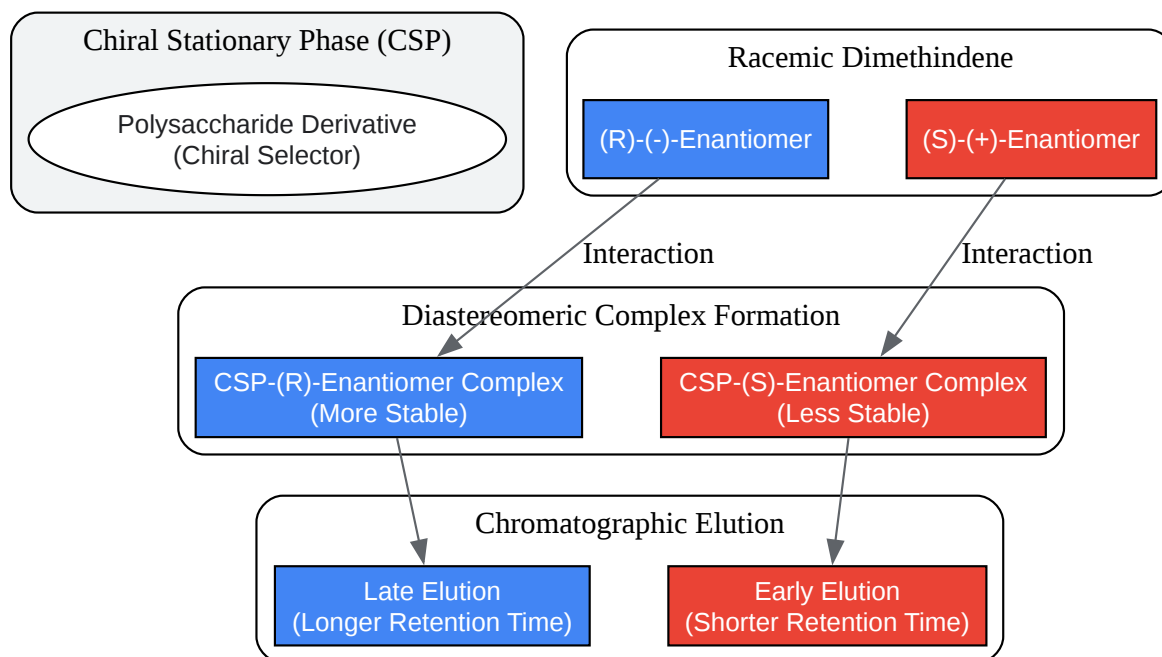 Chiral Stationary Phase (CSP)
Polysaccharide Derivative
(Chiral Selector)
Racemic Dimethindene
(R)-(-)-Enantiomer
(S)-(+)-Enantiomer
Interaction
Interaction
Diastereomeric Complex Formation
CSP-(R)-Enantiomer Complex
(More Stable)
CSP-(S)-Enantiomer Complex
(Less Stable)
Chromatographic Elution
Late Elution
(Longer Retention Time)
Early Elution
(Shorter Retention Time)